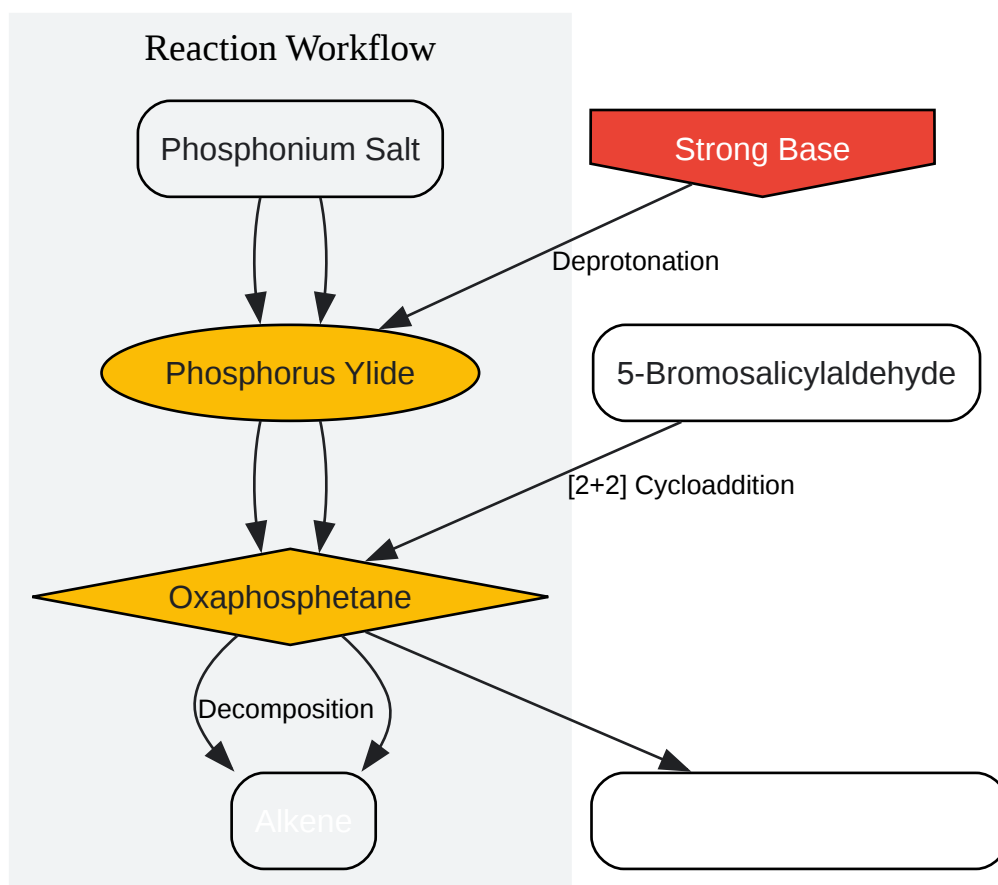 Reaction Workflow
Phosphonium Salt
Strong Base
Deprotonation
Phosphorus Ylide
5-Bromosalicylaldehyde
[2+2] Cycloaddition
Oxaphosphetane
Decomposition
Alkene